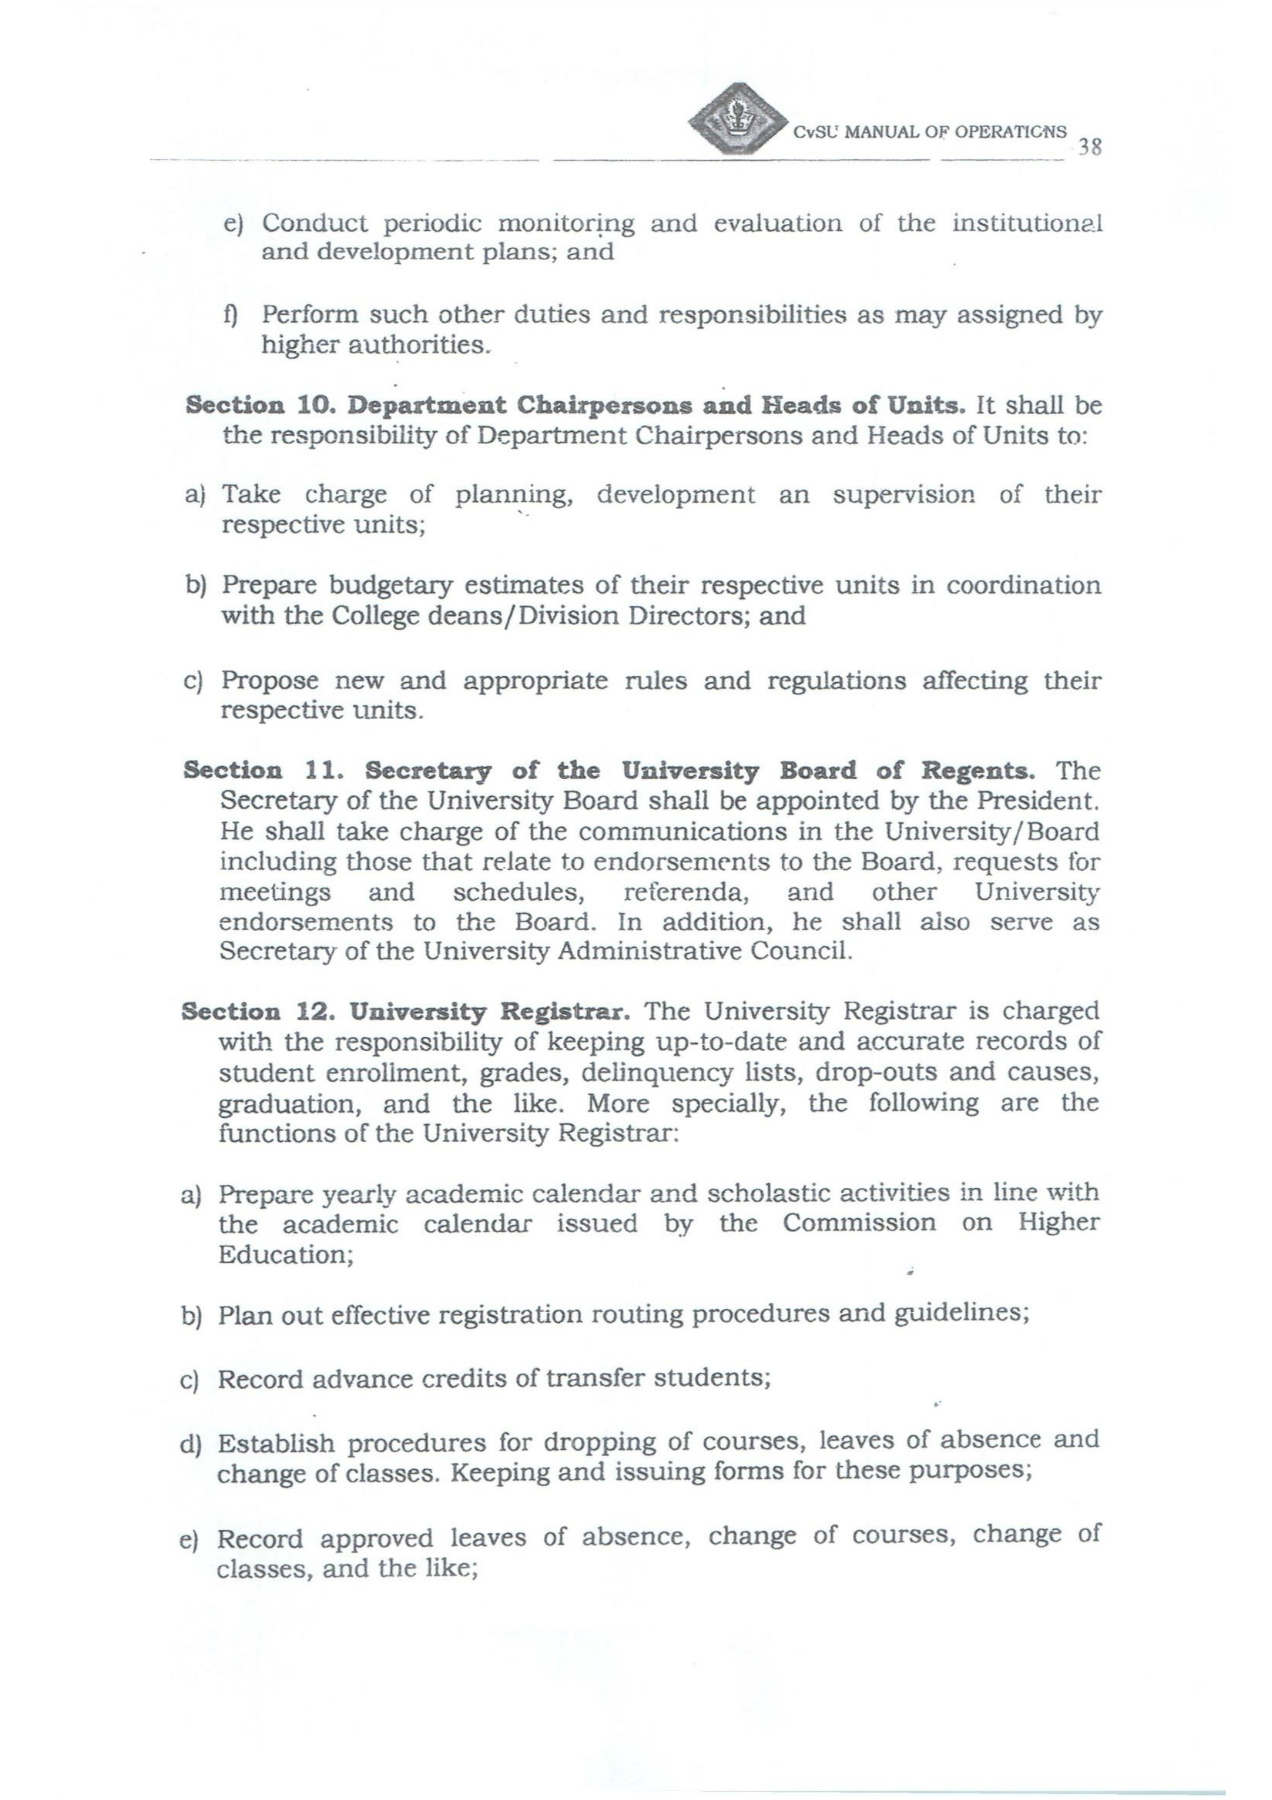 CvSU MANUAL OF OPERATIONS
38
e) Conduct periodic monitoring and evaluation of the institutional
and development plans; and
f) Perform such other duties and responsibilities as may assigned by
higher authorities.
Section 10. Department Chairpersons and Heads of Units. It shall be
the responsibility of Department Chairpersons and Heads of Units to:
a) Take charge of planning, development an supervision of their
respective units;
b) Prepare budgetary estimates of their respective units in coordination
with the College deans/Division Directors; and
c) Propose new and appropriate rules and regulations affecting their
respective units.
Section 11. Secretary of the University Board of Regents. The
Secretary of the University Board shall be appointed by the President.
He shall take charge of the communications in the University/Board
including those that relate to endorsements to the Board, requests for
meetings and schedules, referenda, and other University
endorsements to the Board. In addition, he shall also serve as
Secretary of the University Administrative Council.
Section 12. University Registrar. The University Registrar is charged
with the responsibility of keeping up-to-date and accurate records of
student enrollment, grades, delinquency lists, drop-outs and causes,
graduation, and the like. More specially, the following are the
functions of the University Registrar:
a) Prepare yearly academic calendar and scholastic activities in line with
the academic calendar issued by the Commission on Higher
Education;
b) Plan out effective registration routing procedures and guidelines;
c) Record advance credits of transfer students;
d) Establish procedures for dropping of courses, leaves of absence and
change of classes. Keeping and issuing forms for these purposes;
e) Record approved leaves of absence, change of courses, change of
classes, and the like;